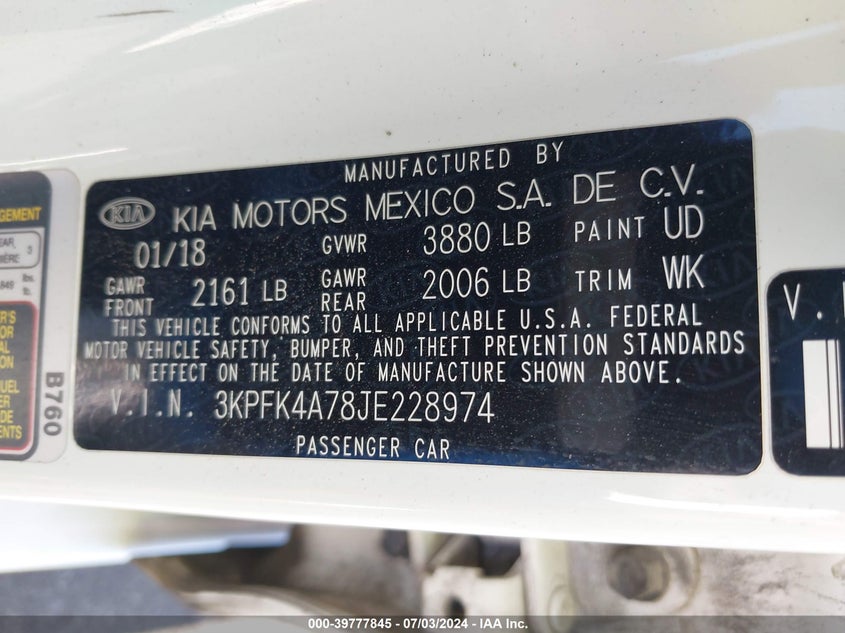 MANUFACTURED BY
KIA KIA MOTORS MEXICO S.A. DE C.V.
01/18 GVWR 3880 LB PAINT UD
GAWR FRONT 2161 LB GAWR REAR 2006 LB TRIM WK
THIS VEHICLE CONFORMS TO ALL APPLICABLE U.S.A. FEDERAL
MOTOR VEHICLE SAFETY, BUMPER, AND THEFT PREVENTION STANDARDS
IN EFFECT ON THE DATE OF MANUFACTURE SHOWN ABOVE.
V.I.N. 3KPFK4A78JE228974
PASSENGER CAR
B760
V.
000-39777845 / 07/03/2024 - IAA Inc.